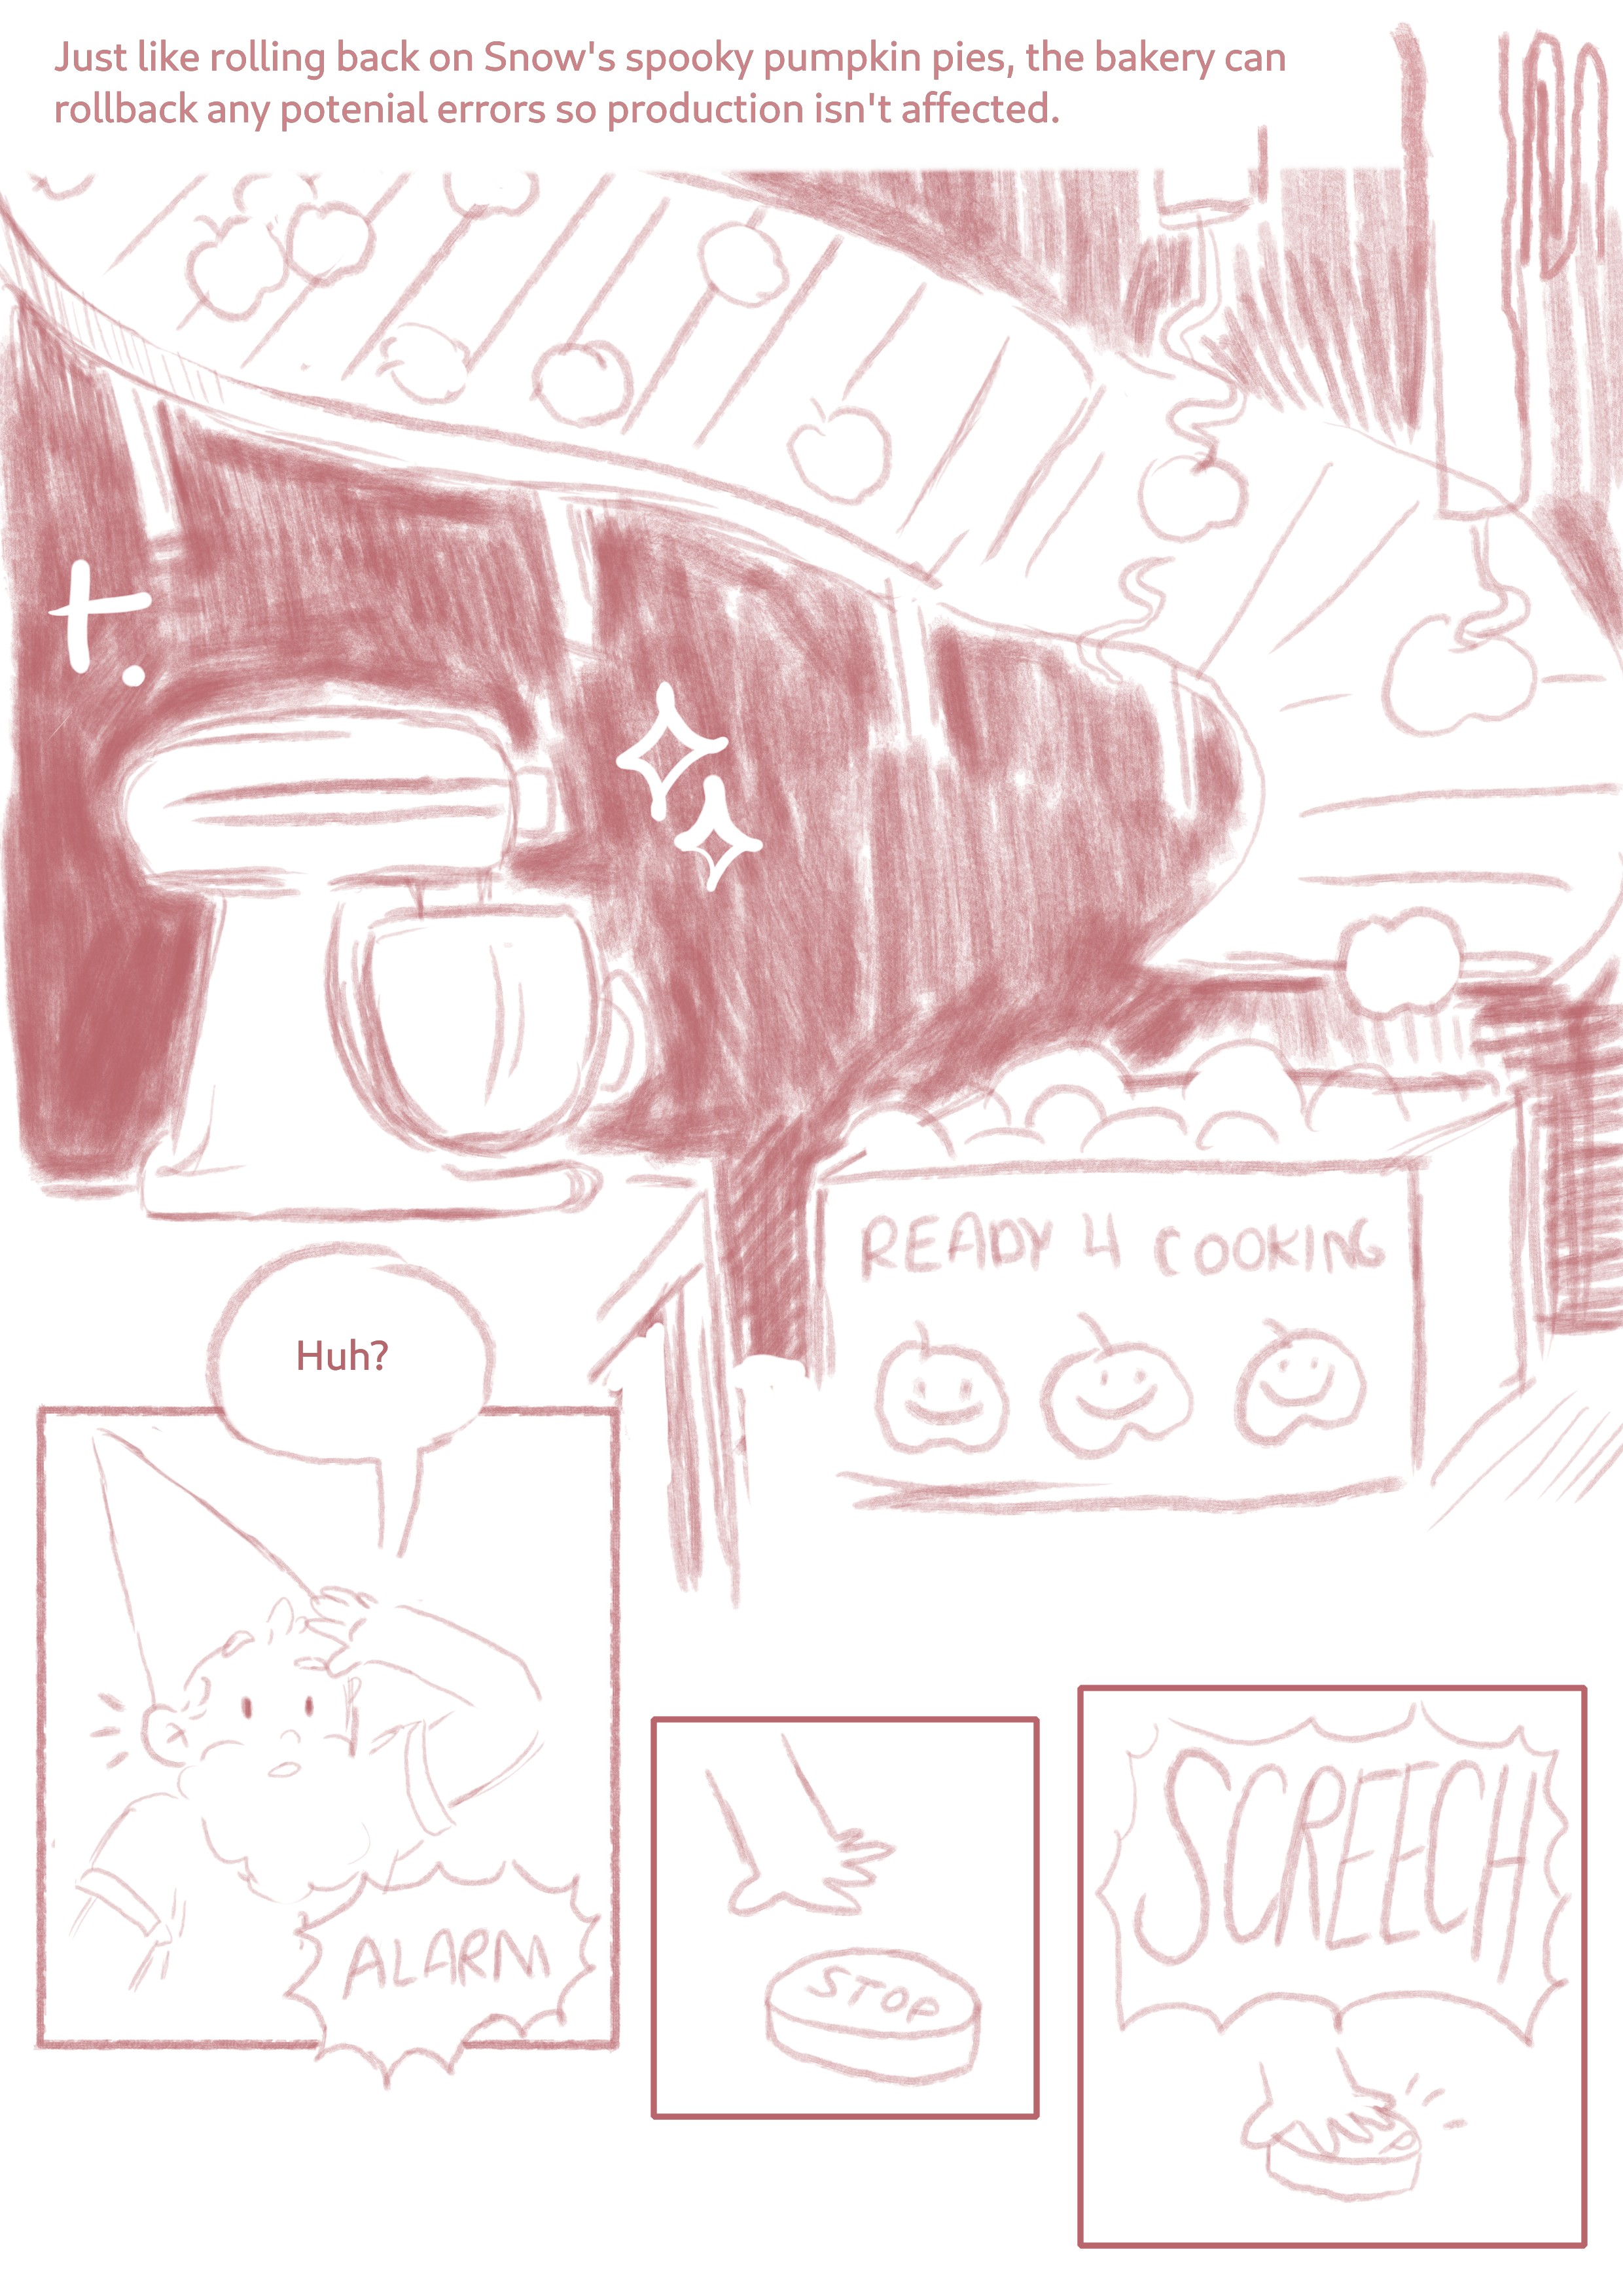 Just like rolling back on Snow's spooky pumpkin pies, the bakery can
rollback any potenial errors so production isn't affected.
READY 4 COOKING
Huh?
ALARM
STOP
SCREECH
P